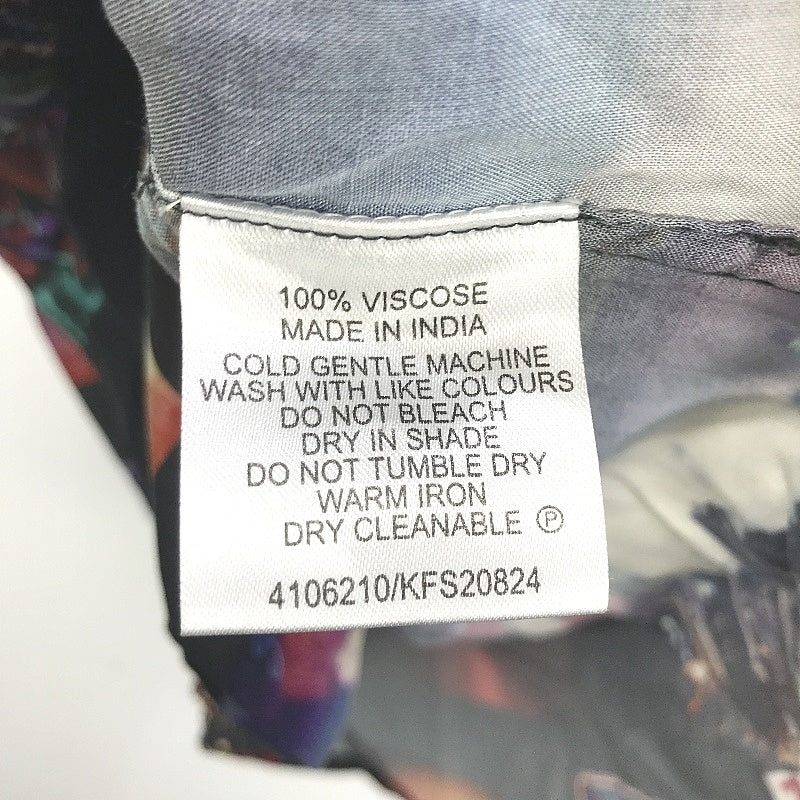 100% VISCOSE
MADE IN INDIA
COLD GENTLE MACHINE
WASH WITH LIKE COLOURS
DO NOT BLEACH
DRY IN SHADE
DO NOT TUMBLE DRY
WARM IRON
DRY CLEANABLE Ⓟ
4106210/KFS20824